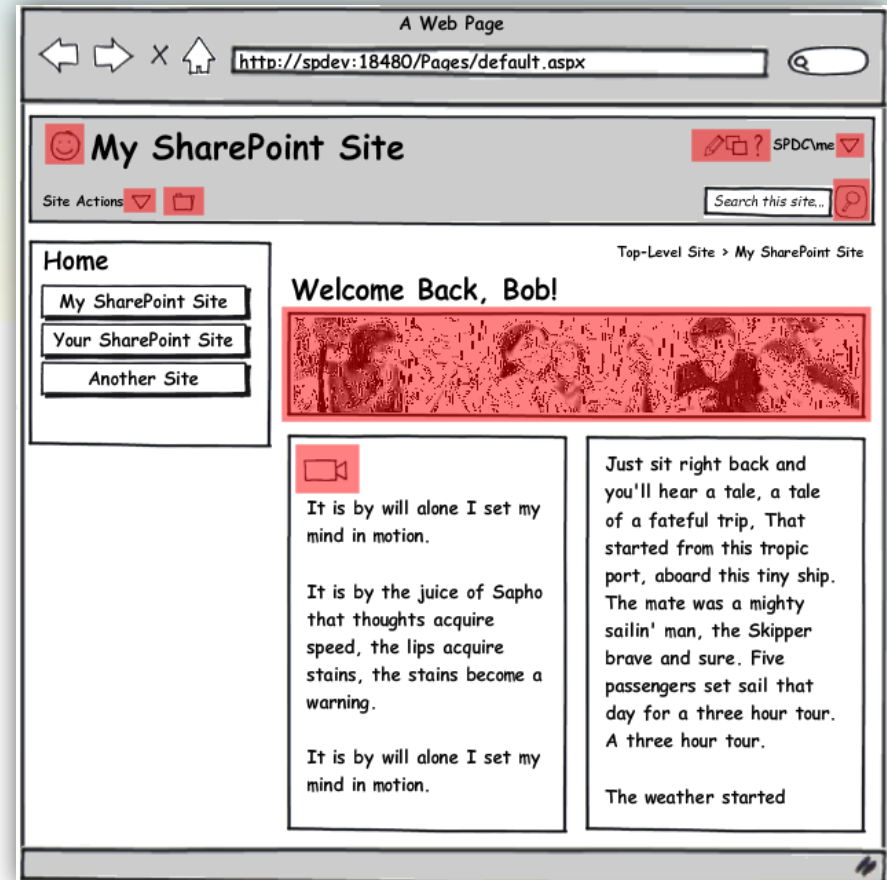 A Web Page
http://spdev:18480/Pages/default.aspx
My SharePoint Site
? SPDC\me
Site Actions
Search this site...
Home
My SharePoint Site
Your SharePoint Site
Another Site
Top-Level Site > My SharePoint Site
Welcome Back, Bob!
It is by will alone I set my
mind in motion.
It is by the juice of Sapho
that thoughts acquire
speed, the lips acquire
stains, the stains become a
warning.
It is by will alone I set my
mind in motion.
Just sit right back and
you'll hear a tale, a tale
of a fateful trip, That
started from this tropic
port, aboard this tiny ship.
The mate was a mighty
sailin' man, the Skipper
brave and sure. Five
passengers set sail that
day for a three hour tour.
A three hour tour.
The weather started